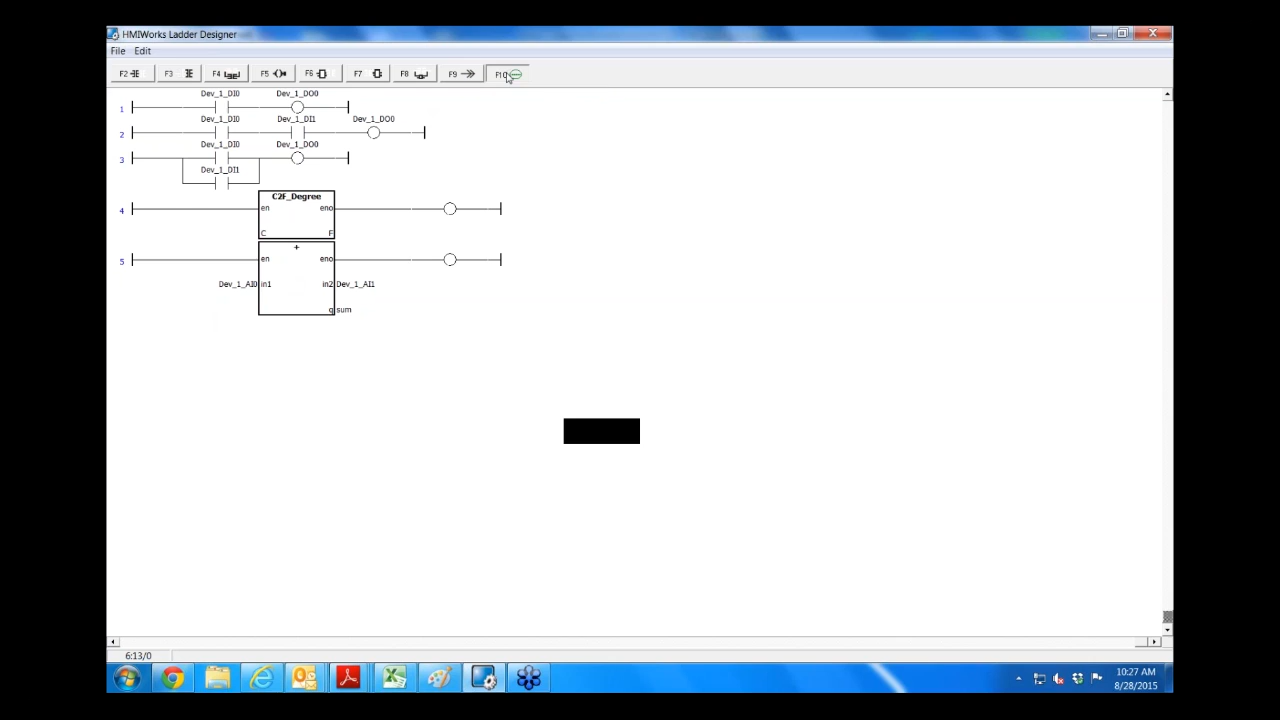 HMIWorks Ladder Designer
File Edit
F2 F3 F4 F5 F6 F7 F8 F9 F10
Dev_1_DI0 Dev_1_DO0
1
Dev_1_DI0 Dev_1_DI1 Dev_1_DO0
2
Dev_1_DI0 Dev_1_DO0
3
Dev_1_DI1
C2F_Degree
4 en eno
C F
+
5 en eno
Dev_1_AI0 in1 in2 Dev_1_AI1
q sum
6:13/0
10:27 AM
8/28/2015